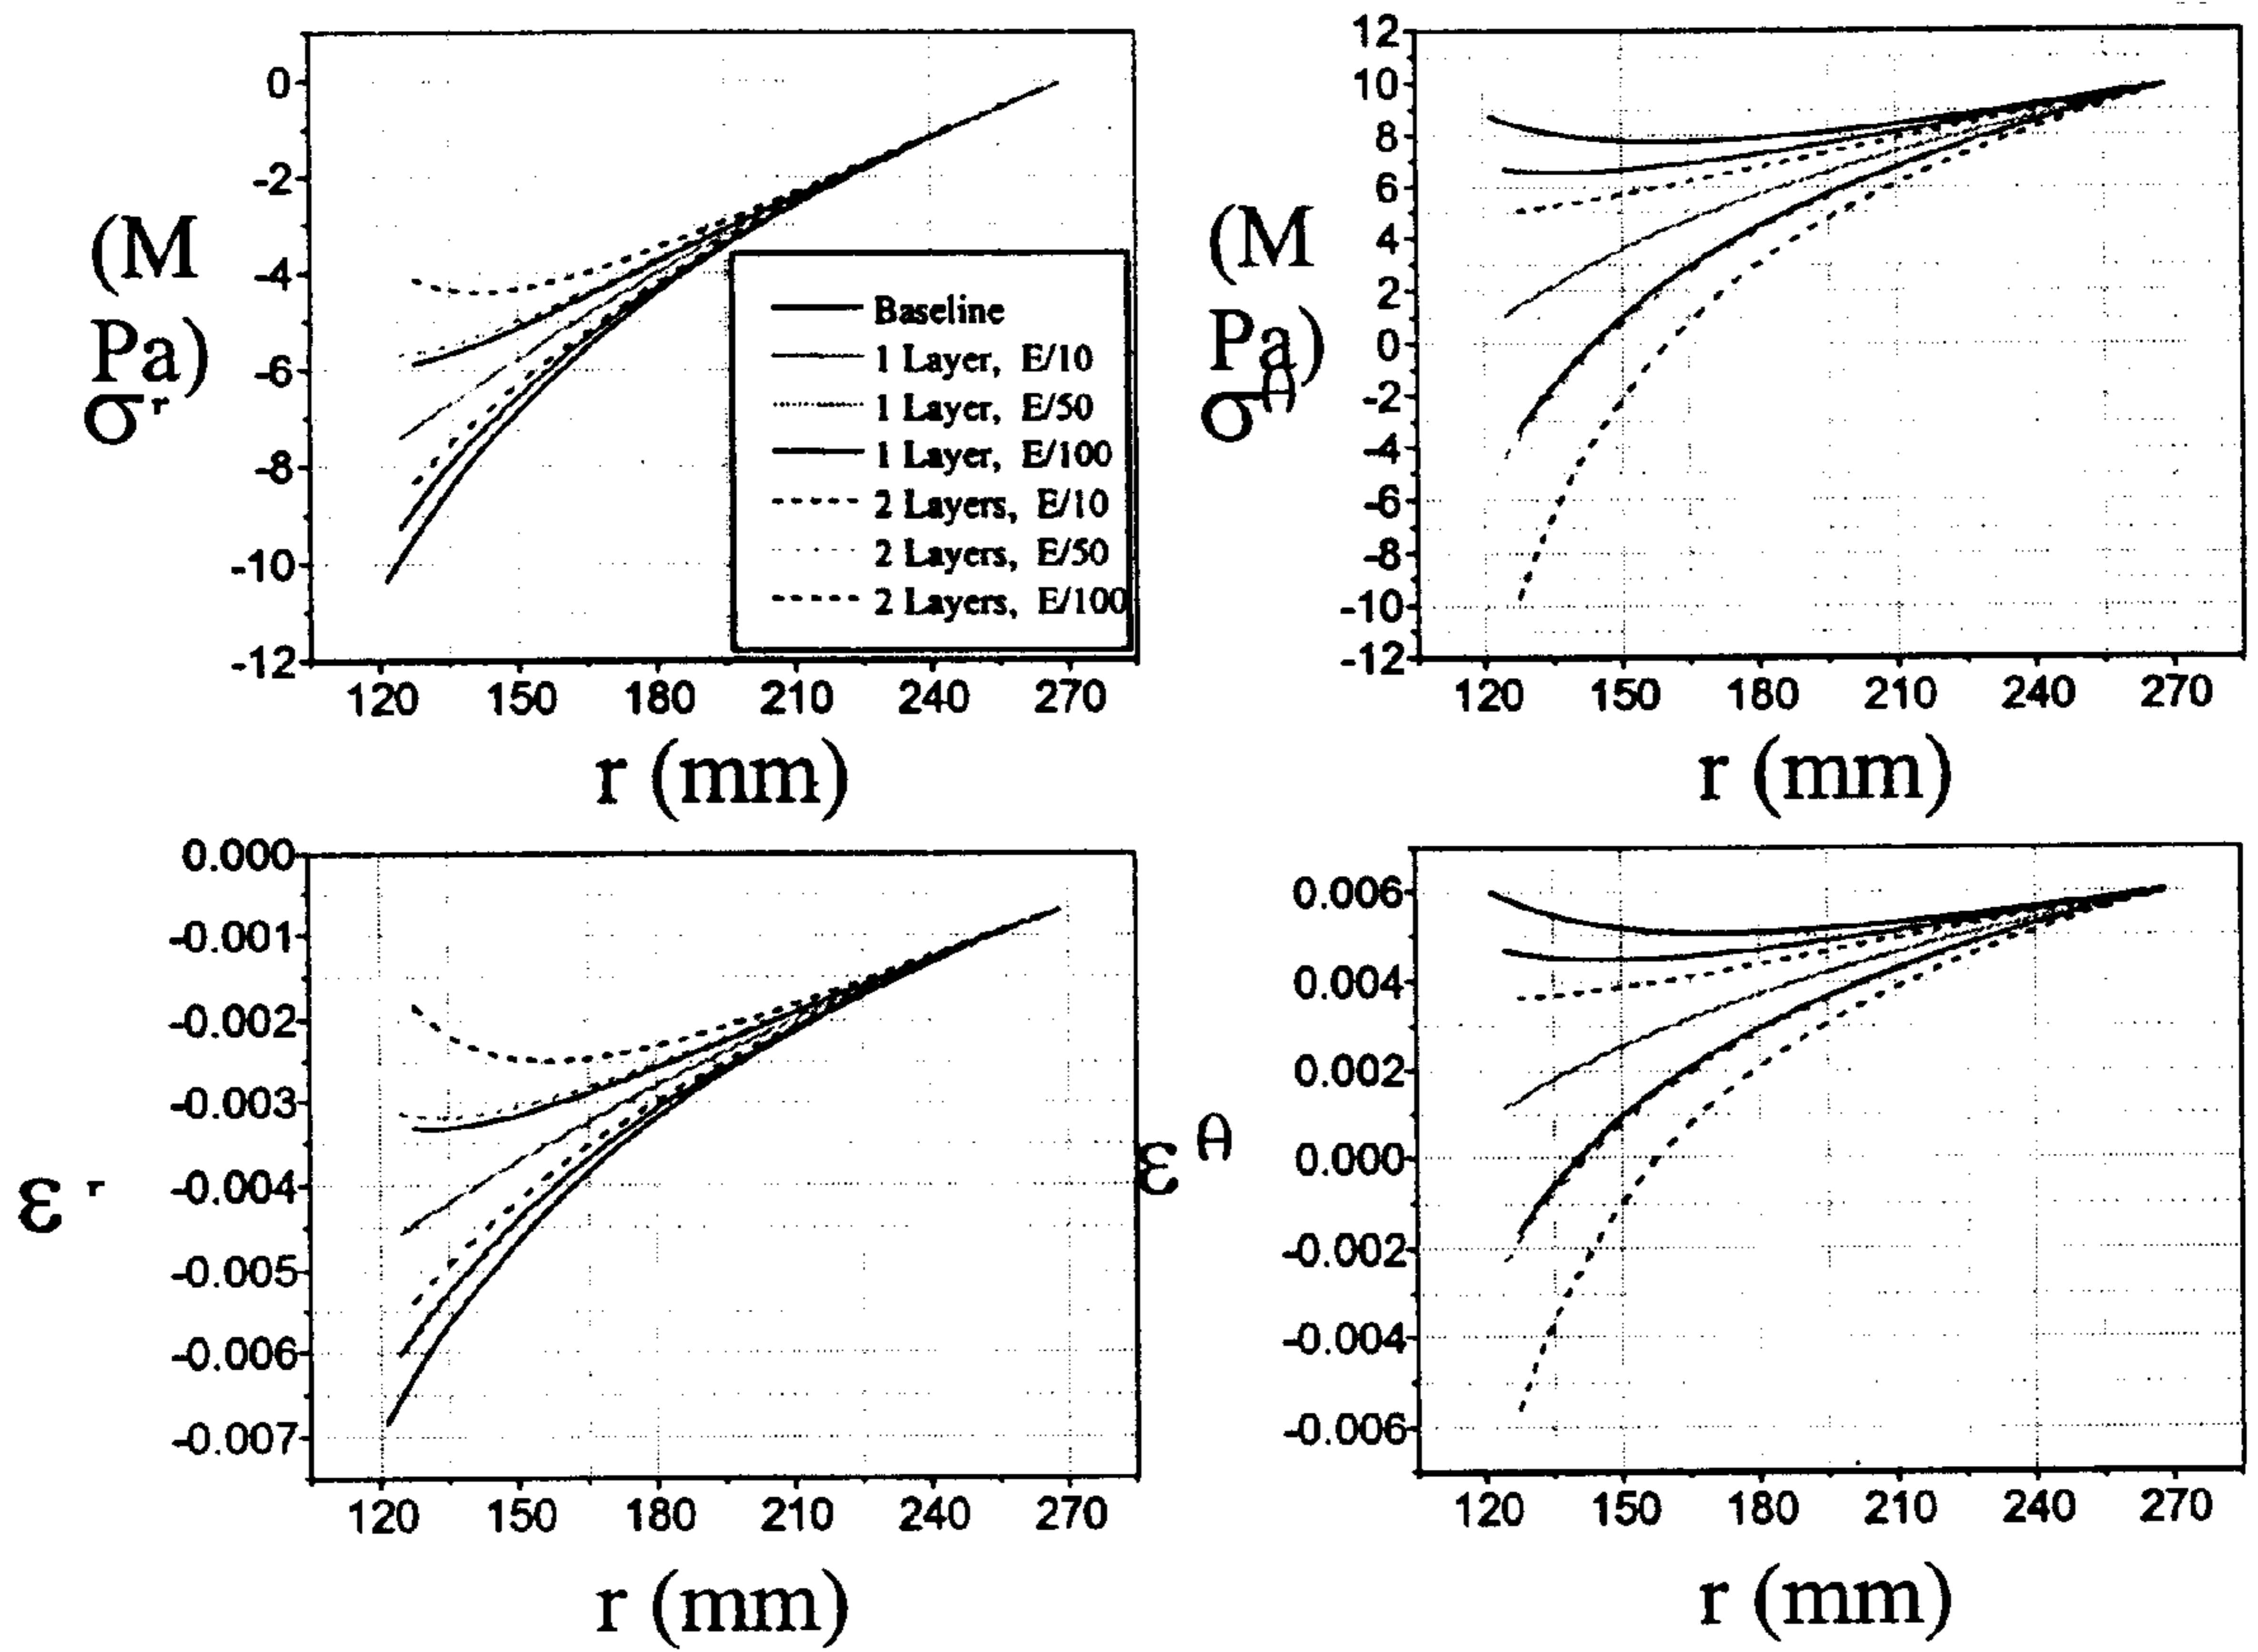 0
-2
-4
-6
-8
-10
-12
(M
Pa)
σ r
Baseline
1 Layer, E/10
1 Layer, E/50
1 Layer, E/100
2 Layers, E/10
2 Layers, E/50
2 Layers, E/100
120 150 180 210 240 270
r (mm)
12
10
8
6
4
2
0
-2
-4
-6
-8
-10
-12
(M
Pa)
σ θ
120 150 180 210 240 270
r (mm)
0.000
-0.001
-0.002
-0.003
-0.004
-0.005
-0.006
-0.007
ε r
120 150 180 210 240 270
r (mm)
0.006
0.004
0.002
0.000
-0.002
-0.004
-0.006
ε θ
120 150 180 210 240 270
r (mm)